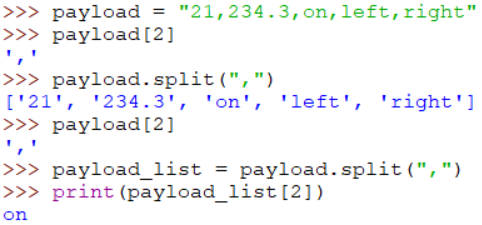 >>> payload = "21,234.3,on,left,right"
>>> payload[2]
','
>>> payload.split(",")
['21', '234.3', 'on', 'left', 'right']
>>> payload[2]
','
>>> payload_list = payload.split(",")
>>> print(payload_list[2])
on